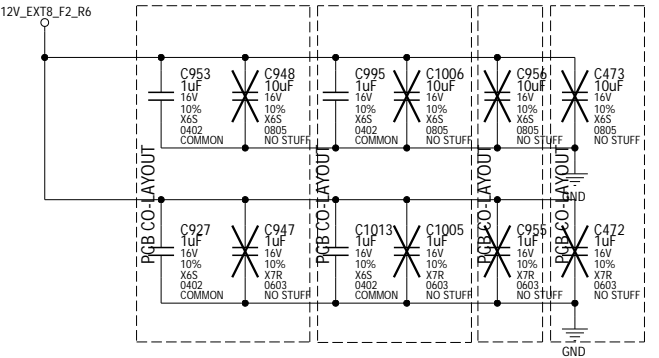 12V_EXT8_F2_R6
C953
1uF
16V
10%
X6S
0402
COMMON
C948
10uF
16V
10%
X6S
0805
NO STUFF
C995
1uF
16V
10%
X6S
0402
COMMON
C1006
10uF
16V
10%
X6S
0805
NO STUFF
C956
10uF
16V
10%
X6S
0805
NO STUFF
C473
10uF
16V
10%
X6S
0805
NO STUFF
PCB CO-LAYOUT
PCB CO-LAYOUT
PCB CO-LAYOUT
PCB CO-LAYOUT
GND
C927
1uF
16V
10%
X6S
0402
COMMON
C947
1uF
16V
10%
X7R
0603
NO STUFF
C1013
1uF
16V
10%
X6S
0402
COMMON
C1005
1uF
16V
10%
X7R
0603
NO STUFF
C955
1uF
16V
10%
X7R
0603
NO STUFF
C472
1uF
16V
10%
X7R
0603
NO STUFF
GND